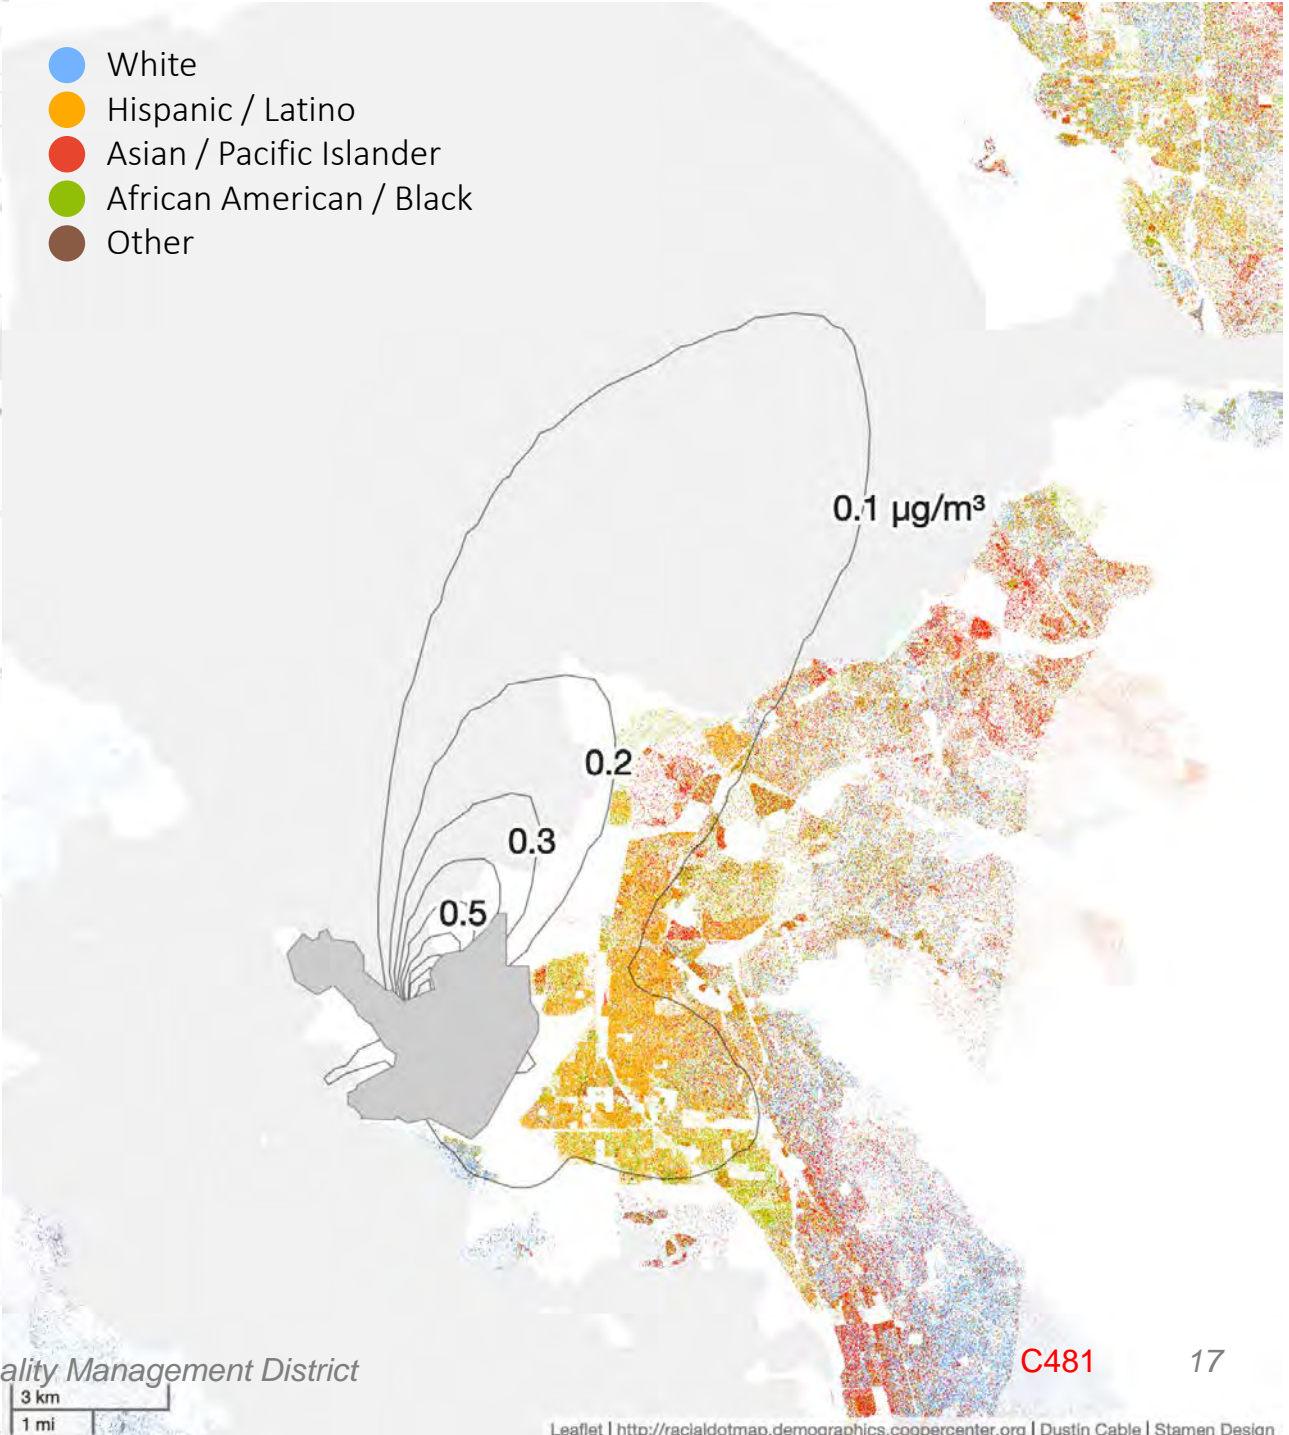 White
Hispanic / Latino
Asian / Pacific Islander
African American / Black
Other
0.1 µg/m³
0.2
0.3
0.5
ality Management District
C481
17
3 km
1 mi
Leaflet | http://racialdotmap.demographics.coopercenter.org | Dustin Cable | Stamen Design